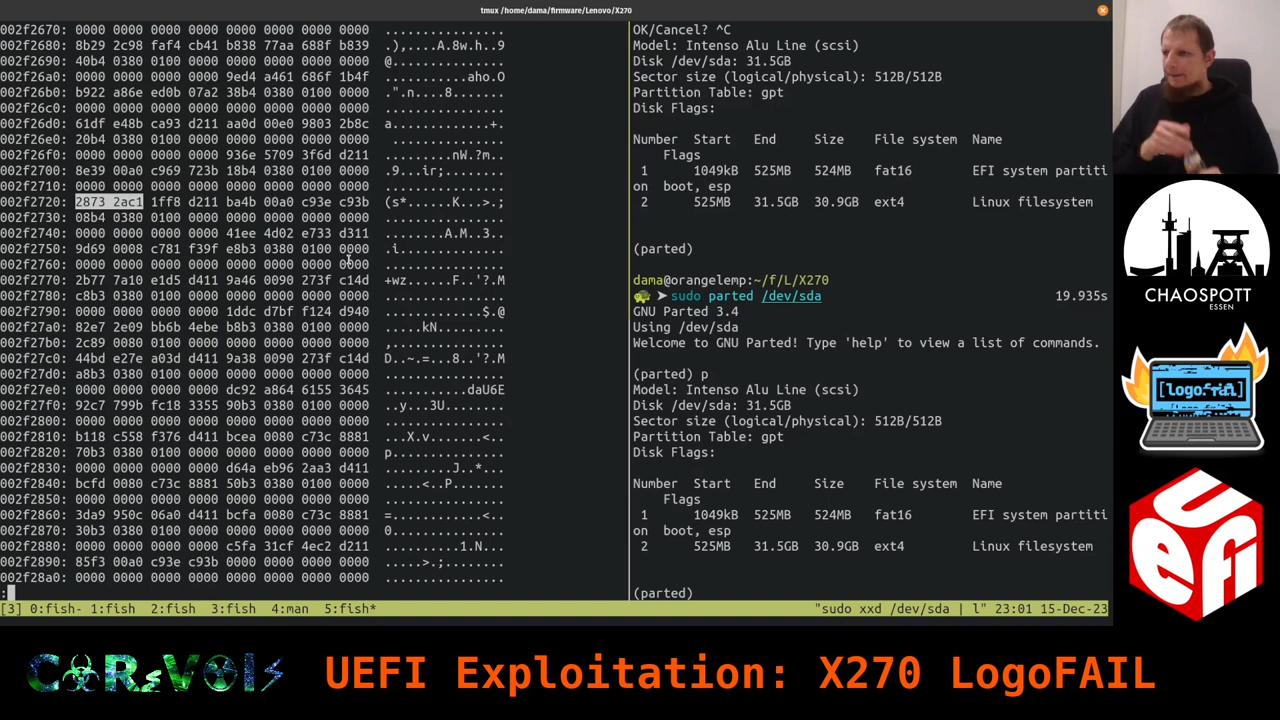 tmux /home/dama/firmware/Lenovo/X270
002f2670: 0000 0000 0000 0000 0000 0000 0000 0000  ................
002f2680: 8b29 2c98 faf4 cb41 b838 77aa 688f b839  .),....A.8w.h..9
002f2690: 40b4 0380 0100 0000 0000 0000 0000 0000  @...............
002f26a0: 0000 0000 0000 0000 9ed4 a461 686f 1b4f  ...........aho.O
002f26b0: b922 a86e ed0b 07a2 38b4 0380 0100 0000  .".n....8.......
002f26c0: 0000 0000 0000 0000 0000 0000 0000 0000  ................
002f26d0: 61df e48b ca93 d211 aa0d 00e0 9803 2b8c  a.............+.
002f26e0: 20b4 0380 0100 0000 0000 0000 0000 0000   ...............
002f26f0: 0000 0000 0000 0000 936e 5709 3f6d d211  .........nW.?m..
002f2700: 8e39 00a0 c969 723b 18b4 0380 0100 0000  .9...ir;........
002f2710: 0000 0000 0000 0000 0000 0000 0000 0000  ................
002f2720: 2873 2ac1 1ff8 d211 ba4b 00a0 c93e c93b  (s*......K...>.;
002f2730: 08b4 0380 0100 0000 0000 0000 0000 0000  ................
002f2740: 0000 0000 0000 0000 41ee 4d02 e733 d311  ........A.M..3..
002f2750: 9d69 0008 c781 f39f e8b3 0380 0100 0000  .i..............
002f2760: 0000 0000 0000 0000 0000 0000 0000 0000  ................
002f2770: 2b77 7a10 e1d5 d411 9a46 0090 273f c14d  +wz......F..'?.M
002f2780: c8b3 0380 0100 0000 0000 0000 0000 0000  ................
002f2790: 0000 0000 0000 0000 1ddc d7bf f124 d940  .............$.@
002f27a0: 82e7 2e09 bb6b 4ebe b8b3 0380 0100 0000  .....kN.........
002f27b0: 2c89 0080 0100 0000 0000 0000 0000 0000  ,...............
002f27c0: 44bd e27e a03d d411 9a38 0090 273f c14d  D..~.=...8..'?.M
002f27d0: a8b3 0380 0100 0000 0000 0000 0000 0000  ................
002f27e0: 0000 0000 0000 0000 dc92 a864 6155 3645  ...........daU6E
002f27f0: 92c7 799b fc18 3355 90b3 0380 0100 0000  ..y...3U........
002f2800: 0000 0000 0000 0000 0000 0000 0000 0000  ................
002f2810: b118 c558 f376 d411 bcea 0080 c73c 8881  ...X.v.......<..
002f2820: 70b3 0380 0100 0000 0000 0000 0000 0000  p...............
002f2830: 0000 0000 0000 0000 d64a eb96 2aa3 d411  .........J..*...
002f2840: bcfd 0080 c73c 8881 50b3 0380 0100 0000  .....<..P.......
002f2850: 0000 0000 0000 0000 0000 0000 0000 0000  ................
002f2860: 3da9 950c 06a0 d411 bcfa 0080 c73c 8881  =............<..
002f2870: 30b3 0380 0100 0000 0000 0000 0000 0000  0...............
002f2880: 0000 0000 0000 0000 c5fa 31cf 4ec2 d211  ..........1.N...
002f2890: 85f3 00a0 c93e c93b 0000 0000 0000 0000  .....>.;........
002f28a0: 0000 0000 0000 0000 0000 0000 0000 0000  ................
:
OK/Cancel? ^C
Model: Intenso Alu Line (scsi)
Disk /dev/sda: 31.5GB
Sector size (logical/physical): 512B/512B
Partition Table: gpt
Disk Flags:
Number  Start   End     Size    File system  Name
    Flags
 1      1049kB  525MB   524MB   fat16        EFI system partiti
on  boot, esp
 2      525MB   31.5GB  30.9GB  ext4         Linux filesystem
(parted)
dama@orangelemp:~/f/L/X270
➤ sudo parted /dev/sda 19.935s
GNU Parted 3.4
Using /dev/sda
Welcome to GNU Parted! Type 'help' to view a list of commands.
(parted) p
Model: Intenso Alu Line (scsi)
Disk /dev/sda: 31.5GB
Sector size (logical/physical): 512B/512B
Partition Table: gpt
Disk Flags:
Number  Start   End     Size    File system  Name
    Flags
 1      1049kB  525MB   524MB   fat16        EFI system partiti
on  boot, esp
 2      525MB   31.5GB  30.9GB  ext4         Linux filesystem
(parted)
[3] 0:fish- 1:fish  2:fish  3:fish  4:man  5:fish* "sudo xxd /dev/sda | l" 23:01 15-Dec-23
CHAOSPOTT
ESSEN
[logofail]
UEFI
UEFI Exploitation: X270 LogoFAIL